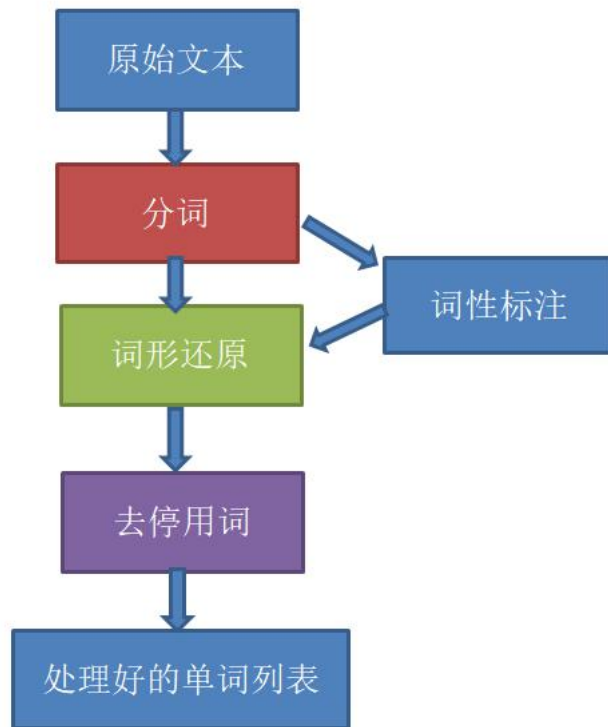 原始文本
分词
词性标注
词形还原
去停用词
处理好的单词列表